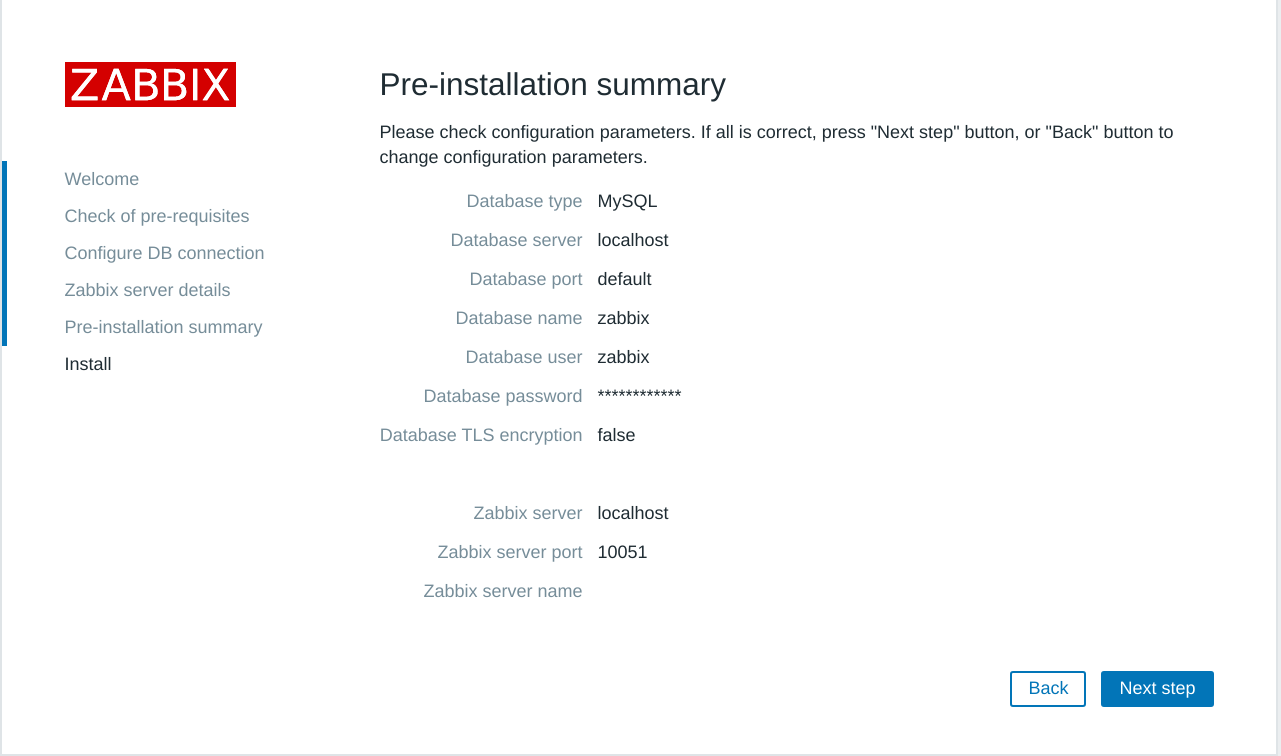 ZABBIX
Welcome
Check of pre-requisites
Configure DB connection
Zabbix server details
Pre-installation summary
Install
Pre-installation summary
Please check configuration parameters. If all is correct, press "Next step" button, or "Back" button to
change configuration parameters.
Database type MySQL
Database server localhost
Database port default
Database name zabbix
Database user zabbix
Database password ************
Database TLS encryption false
Zabbix server localhost
Zabbix server port 10051
Zabbix server name
Back Next step